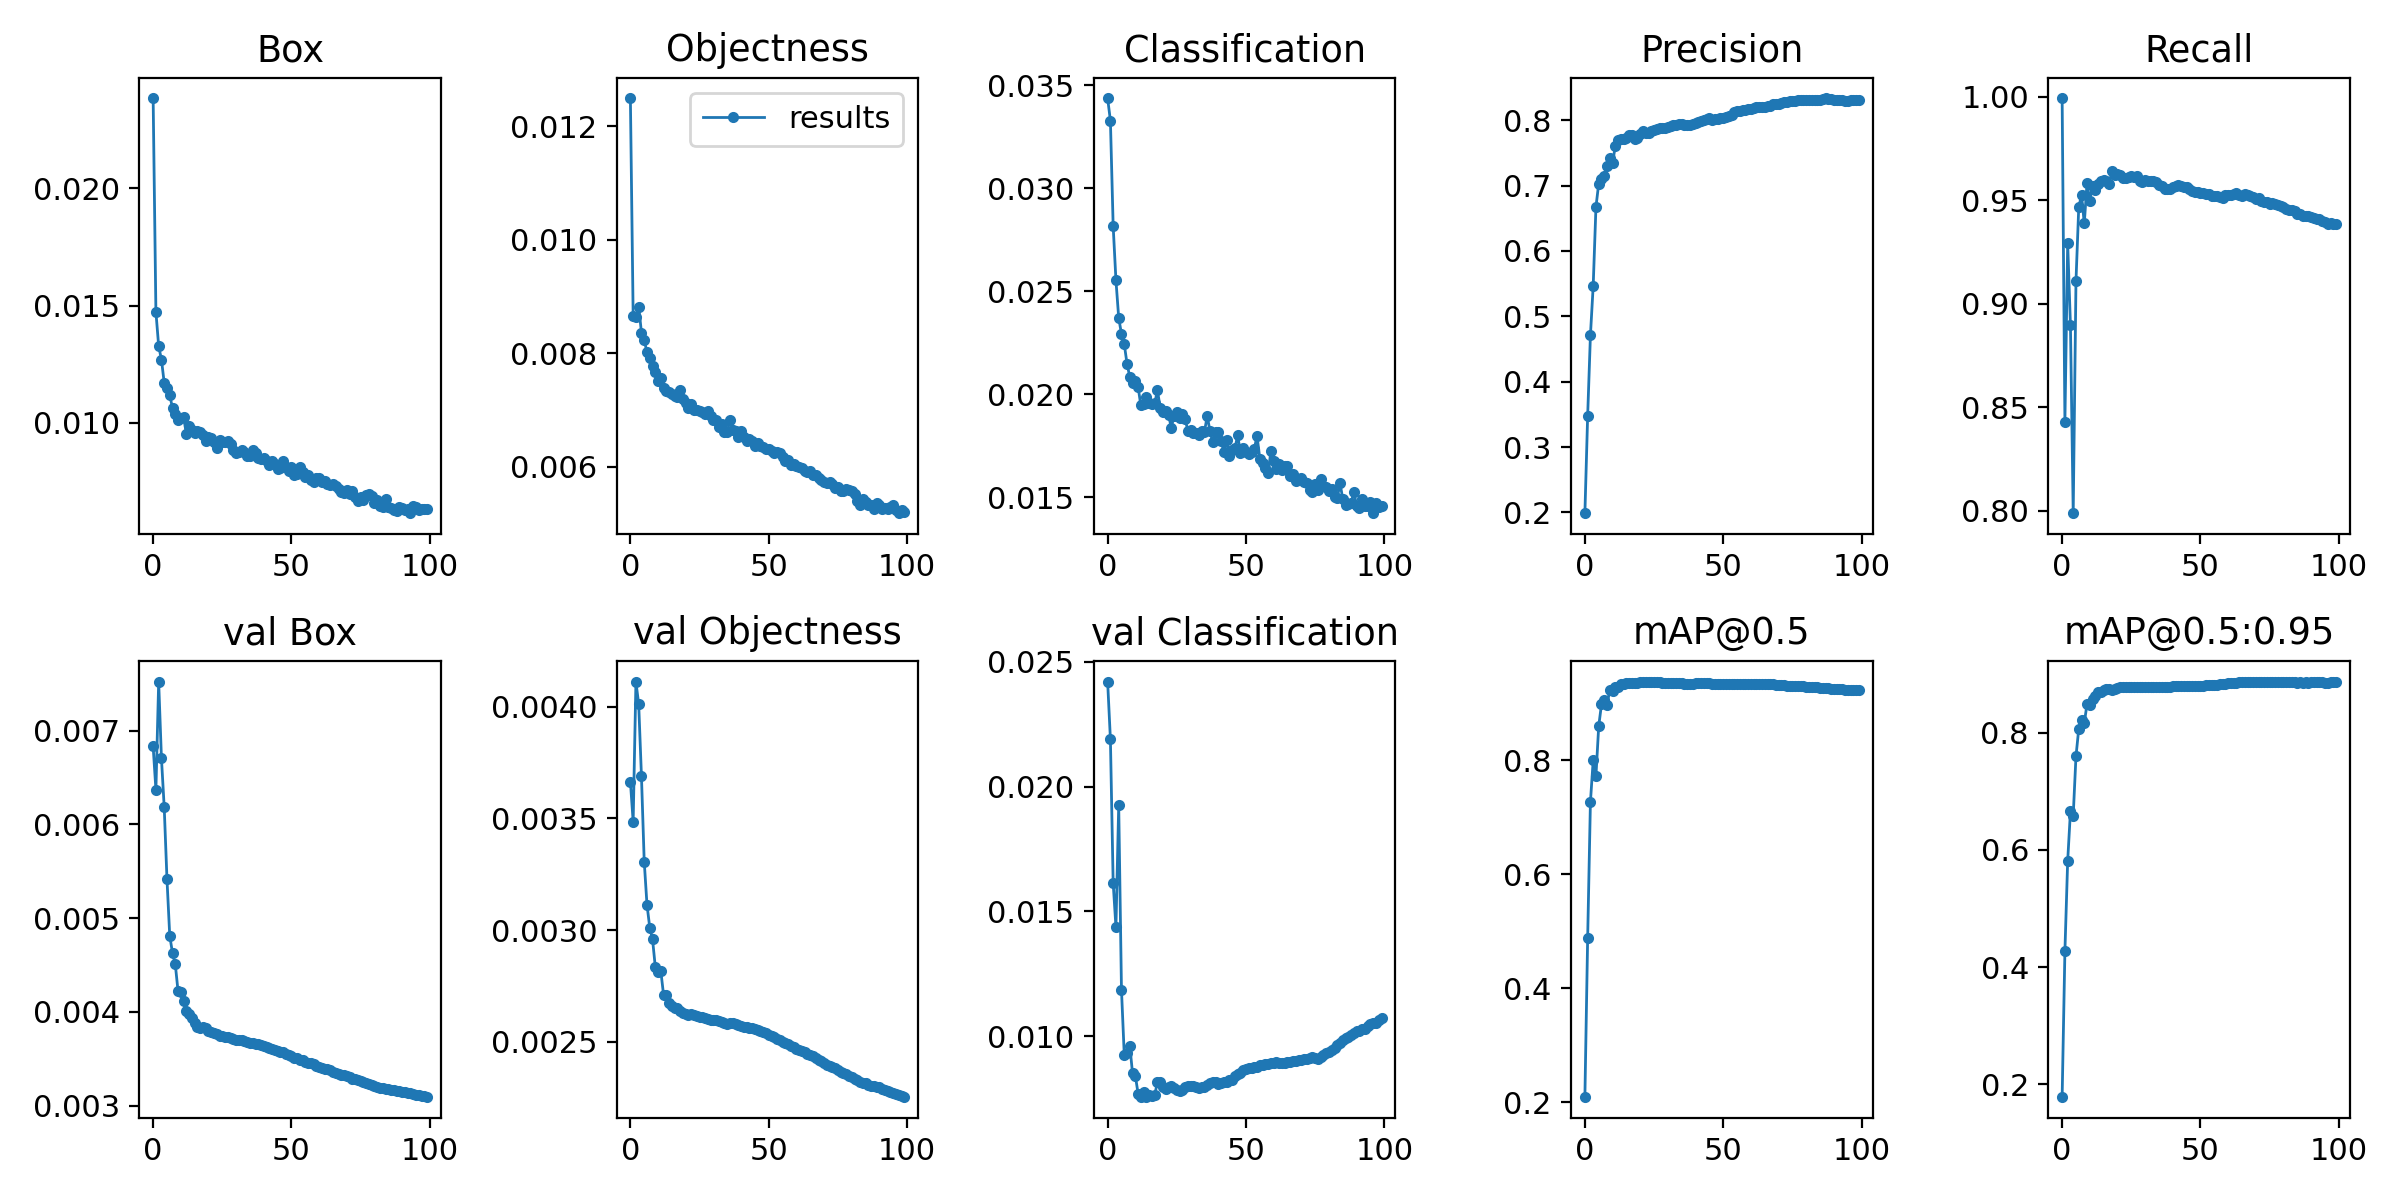 Box
0.020
0.015
0.010
0 50 100
Objectness
results
0.012
0.010
0.008
0.006
0 50 100
Classification
0.035
0.030
0.025
0.020
0.015
0 50 100
Precision
0.8
0.7
0.6
0.5
0.4
0.3
0.2
0 50 100
Recall
1.00
0.95
0.90
0.85
0.80
0 50 100
val Box
0.007
0.006
0.005
0.004
0.003
0 50 100
val Objectness
0.0040
0.0035
0.0030
0.0025
0 50 100
val Classification
0.025
0.020
0.015
0.010
0 50 100
mAP@0.5
0.8
0.6
0.4
0.2
0 50 100
mAP@0.5:0.95
0.8
0.6
0.4
0.2
0 50 100